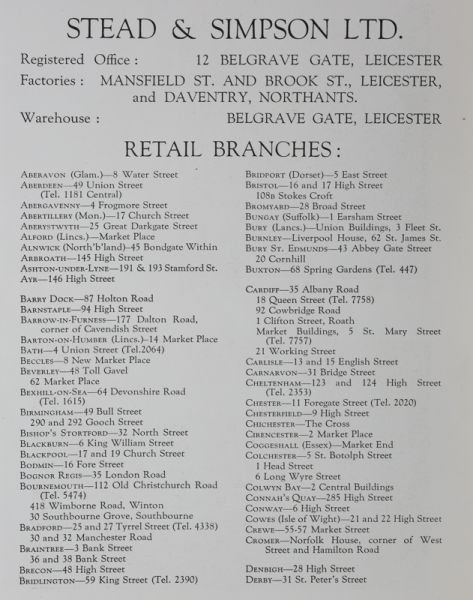 STEAD & SIMPSON LTD.
Registered Office : 12 BELGRAVE GATE, LEICESTER
Factories : MANSFIELD ST. AND BROOK ST., LEICESTER,
and DAVENTRY, NORTHANTS.
Warehouse : BELGRAVE GATE, LEICESTER
RETAIL BRANCHES :
ABERAVON (Glam.)—8 Water Street
ABERDEEN—49 Union Street
(Tel. 1181 Central)
ABERGAVENNY—4 Frogmore Street
ABERTILLERY (Mon.)—17 Church Street
ABERYSTWYTH—25 Great Darkgate Street
ALFORD (Lincs.)—Market Place
ALNWICK (North'b'land)—45 Bondgate Within
ARBROATH—145 High Street
ASHTON-UNDER-LYNE—191 & 193 Stamford St.
AYR—146 High Street
BARRY DOCK—87 Holton Road
BARNSTAPLE—94 High Street
BARROW-IN-FURNESS—177 Dalton Road,
corner of Cavendish Street
BARTON-ON-HUMBER (Lincs.)—14 Market Place
BATH—4 Union Street (Tel.2064)
BECCLES—8 New Market Place
BEVERLEY—48 Toll Gavel
62 Market Place
BEXHILL-ON-SEA—64 Devonshire Road
(Tel. 1615)
BIRMINGHAM—49 Bull Street
290 and 292 Gooch Street
BISHOP'S STORTFORD—32 North Street
BLACKBURN—6 King William Street
BLACKPOOL—17 and 19 Church Street
BODMIN—16 Fore Street
BOGNOR REGIS—35 London Road
BOURNEMOUTH—112 Old Christchurch Road
(Tel. 5474)
418 Wimborne Road, Winton
30 Southbourne Grove, Southbourne
BRADFORD—25 and 27 Tyrrel Street (Tel. 4338)
30 and 32 Manchester Road
BRAINTREE—3 Bank Street
36 and 38 Bank Street
BRECON—48 High Street
BRIDLINGTON—59 King Street (Tel. 2390)
BRIDPORT (Dorset)—5 East Street
BRISTOL—16 and 17 High Street
108B Stokes Croft
BROMYARD—28 Broad Street
BUNGAY (Suffolk)—1 Earsham Street
BURY (Lancs.)—Union Buildings, 3 Fleet St.
BURNLEY—Liverpool House, 62 St. James St.
BURY ST. EDMUNDS—43 Abbey Gate Street
20 Cornhill
BUXTON—68 Spring Gardens (Tel. 447)
CARDIFF—35 Albany Road
18 Queen Street (Tel. 7758)
92 Cowbridge Road
1 Clifton Street, Roath
Market Buildings, 5 St. Mary Street
(Tel. 7757)
21 Working Street
CARLISLE—13 and 15 English Street
CARNARVON—31 Bridge Street
CHELTENHAM—123 and 124 High Street
(Tel. 2353)
CHESTER—11 Foregate Street (Tel. 2020)
CHESTERFIELD—9 High Street
CHICHESTER—The Cross
CIRENCESTER—2 Market Place
COGGESHALL (Essex)—Market End
COLCHESTER—5 St. Botolph Street
1 Head Street
6 Long Wyre Street
COLWYN BAY—2 Central Buildings
CONNAH'S QUAY—285 High Street
CONWAY—6 High Street
COWES (Isle of Wight)—21 and 22 High Street
CREWE—55-57 Market Street
CROMER—Norfolk House, corner of West
Street and Hamilton Road
DENBIGH—28 High Street
DERBY—31 St. Peter's Street